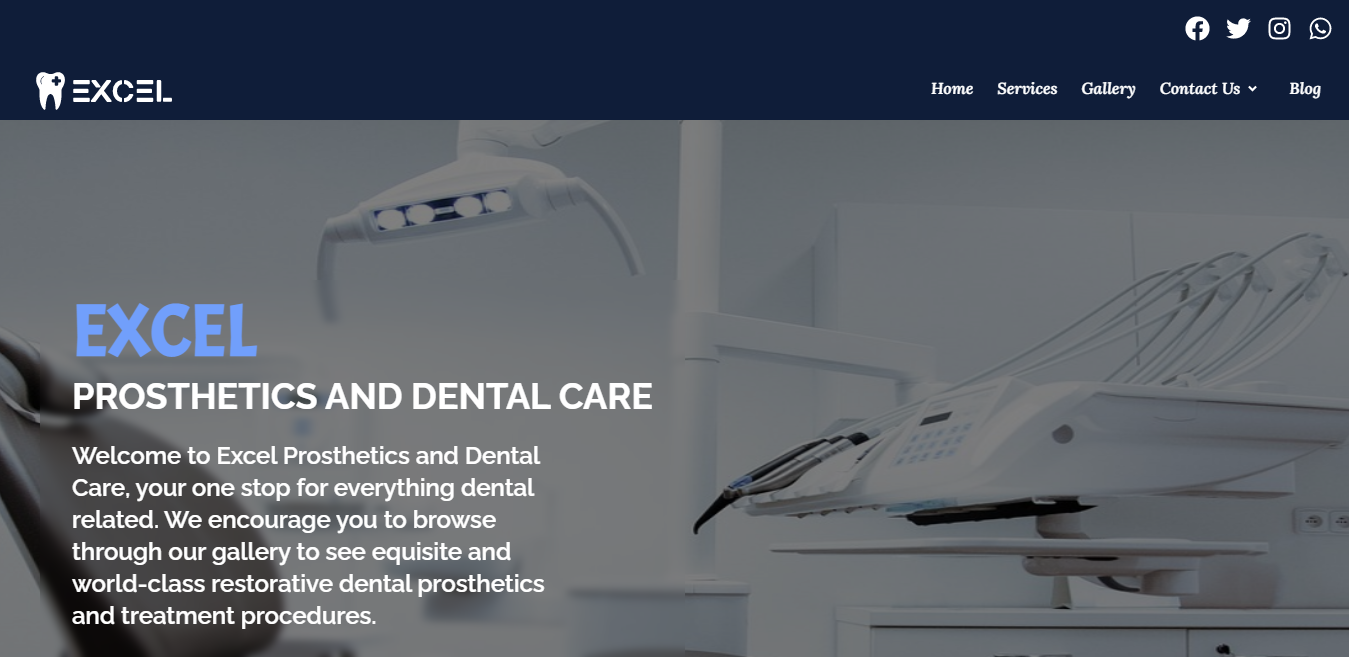 EXCEL
Home Services Gallery Contact Us Blog
EXCEL
PROSTHETICS AND DENTAL CARE
Welcome to Excel Prosthetics and Dental
Care, your one stop for everything dental
related. We encourage you to browse
through our gallery to see equisite and
world-class restorative dental prosthetics
and treatment procedures.